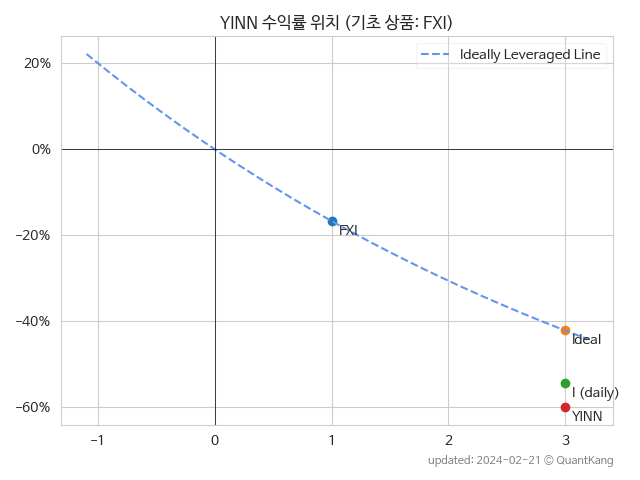 YINN 수익률 위치 (기초 상품: FXI)
Ideally Leveraged Line
20%
0%
−20%
−40%
−60%
FXI
Ideal
I (daily)
YINN
−1
0
1
2
3
updated: 2024-02-21 © QuantKang